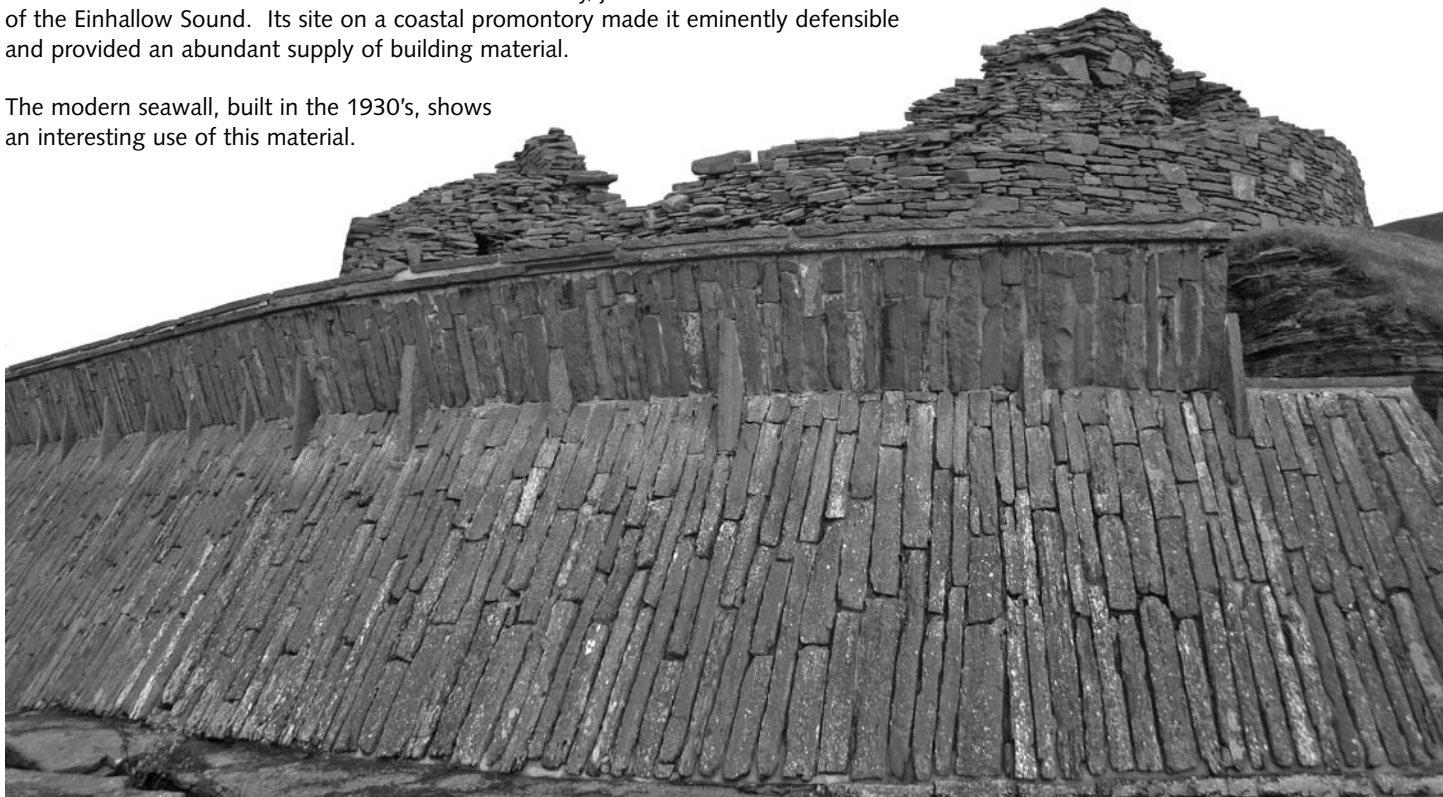 of the Einhallow Sound. Its site on a coastal promontory made it eminently defensible
and provided an abundant supply of building material.
The modern seawall, built in the 1930's, shows
an interesting use of this material.